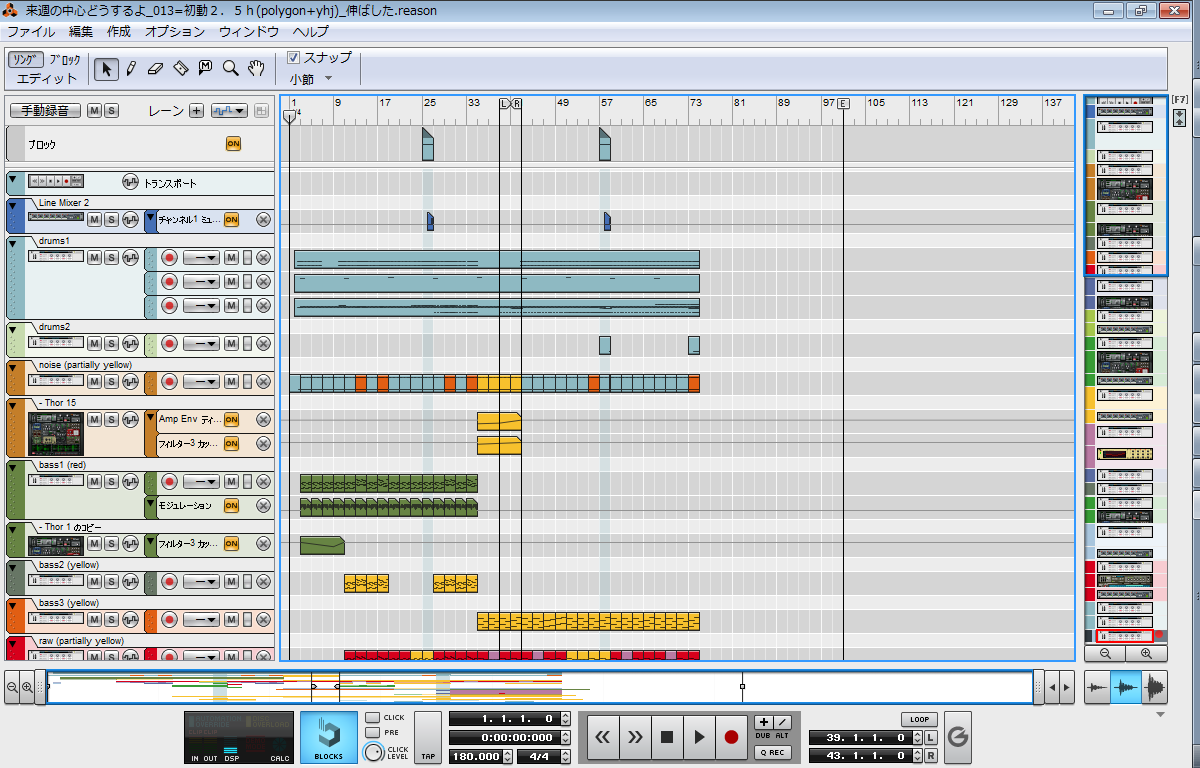 来週の中心どうするよ_013=初動２．５ｈ(polygon+yhj)_伸ばした.reason
ファイル 編集 作成 オプション ウィンドウ ヘルプ
ｿﾝｸﾞ ﾌﾞﾛｯｸ
エディット
スナップ
小節
手動録音 M S レーン +
1 9 17 25 33 L R 49 57 65 73 81 89 97 E 105 113 121 129 137
4
[F7]
ブロック ON
トランスポート
Line Mixer 2
M S チャンネル1 ミュ... ON
drums1
M S M
M
M
drums2
M S M
noise (partially yellow)
M S M
- Thor 15
M S Amp Env ディ... ON
フィルター3 カッ... ON
bass1 (red)
M S M
モジュレーション ON
- Thor 1 のコピー
M S フィルター3 カッ... ON
bass2 (yellow)
M S M
bass3 (yellow)
M S M
raw (partially yellow)
M S M
IN OUT DSP CALC
BLOCKS
CLICK
PRE
CLICK LEVEL
TAP
1. 1. 1. 0
0:00:00:000
180.000 4/4
DUB ALT
Q REC
LOOP
39. 1. 1. 0 L
43. 1. 1. 0 R